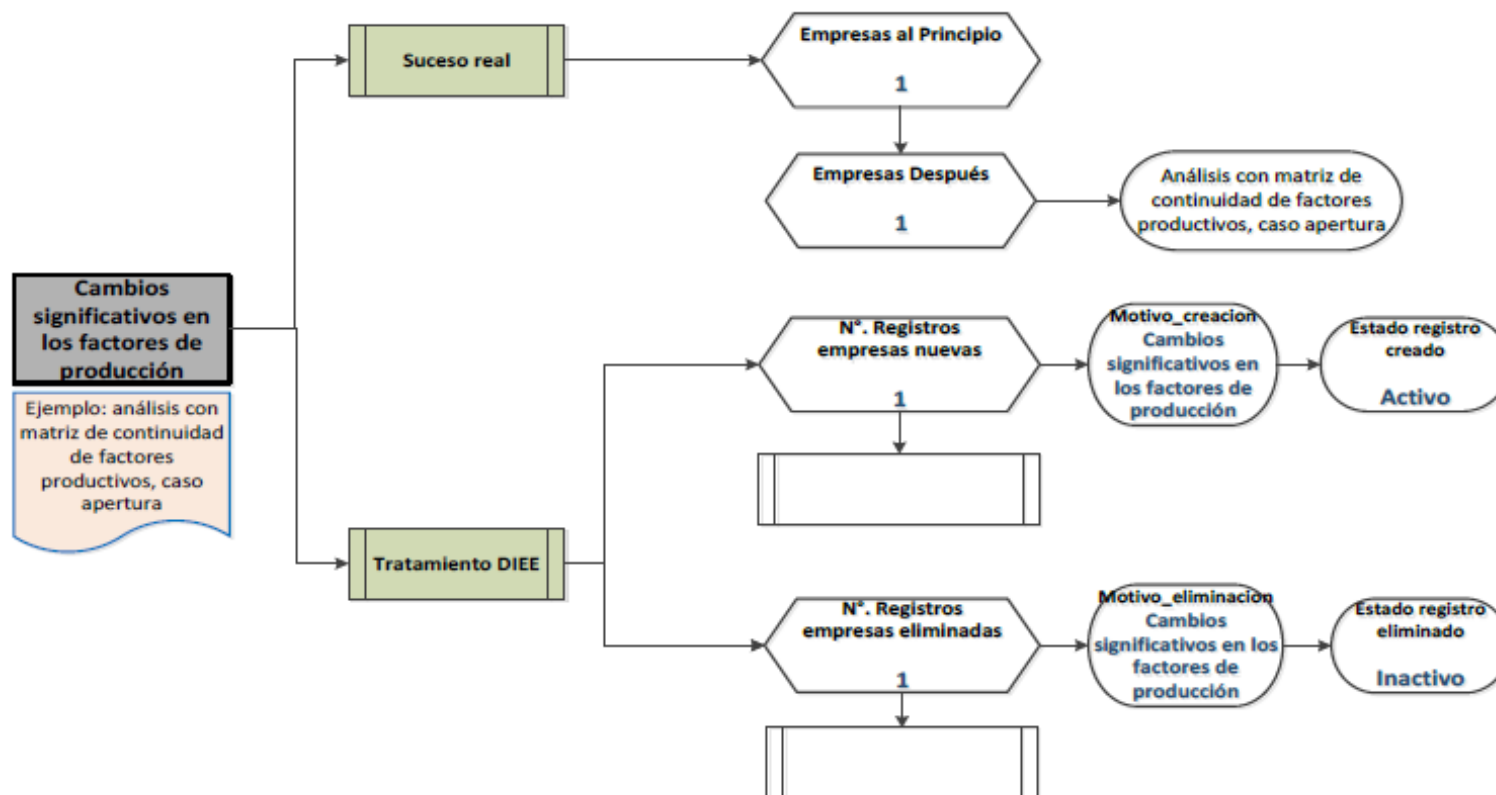 Cambios
significativos en
los factores de
producción
Ejemplo: análisis con
matriz de continuidad
de factores
productivos, caso
apertura
Suceso real
Empresas al Principio
1
Empresas Después
1
Análisis con matriz de
continuidad de factores
productivos, caso apertura
Tratamiento DIEE
N°. Registros
empresas nuevas
1
Motivo_creacion
Cambios
significativos en
los factores de
producción
Estado registro
creado
Activo
N°. Registros
empresas eliminadas
1
Motivo_eliminacion
Cambios
significativos en los
factores de
producción
Estado registro
eliminado
Inactivo